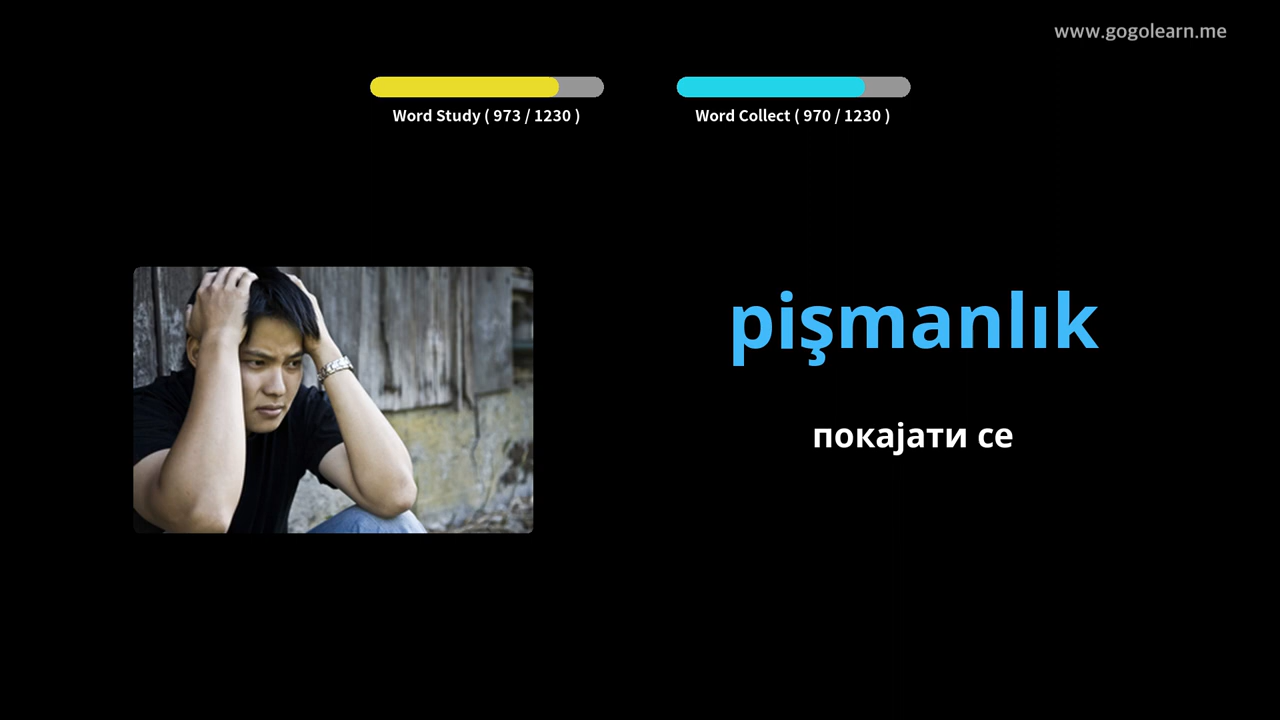 www.gogolearn.me
Word Study ( 973 / 1230 )
Word Collect ( 970 / 1230 )
pişmanlık
покајати се